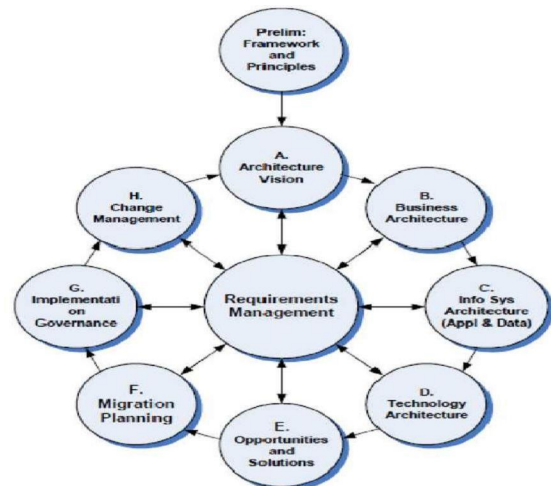 Prelim:
Framework
and
Principles
A.
Architecture
Vision
B.
Business
Architecture
C.
Info Sys
Architecture
(Appl & Data)
D.
Technology
Architecture
E.
Opportunities
and
Solutions
F.
Migration
Planning
G.
Implementati
on
Governance
H.
Change
Management
Requirements
Management